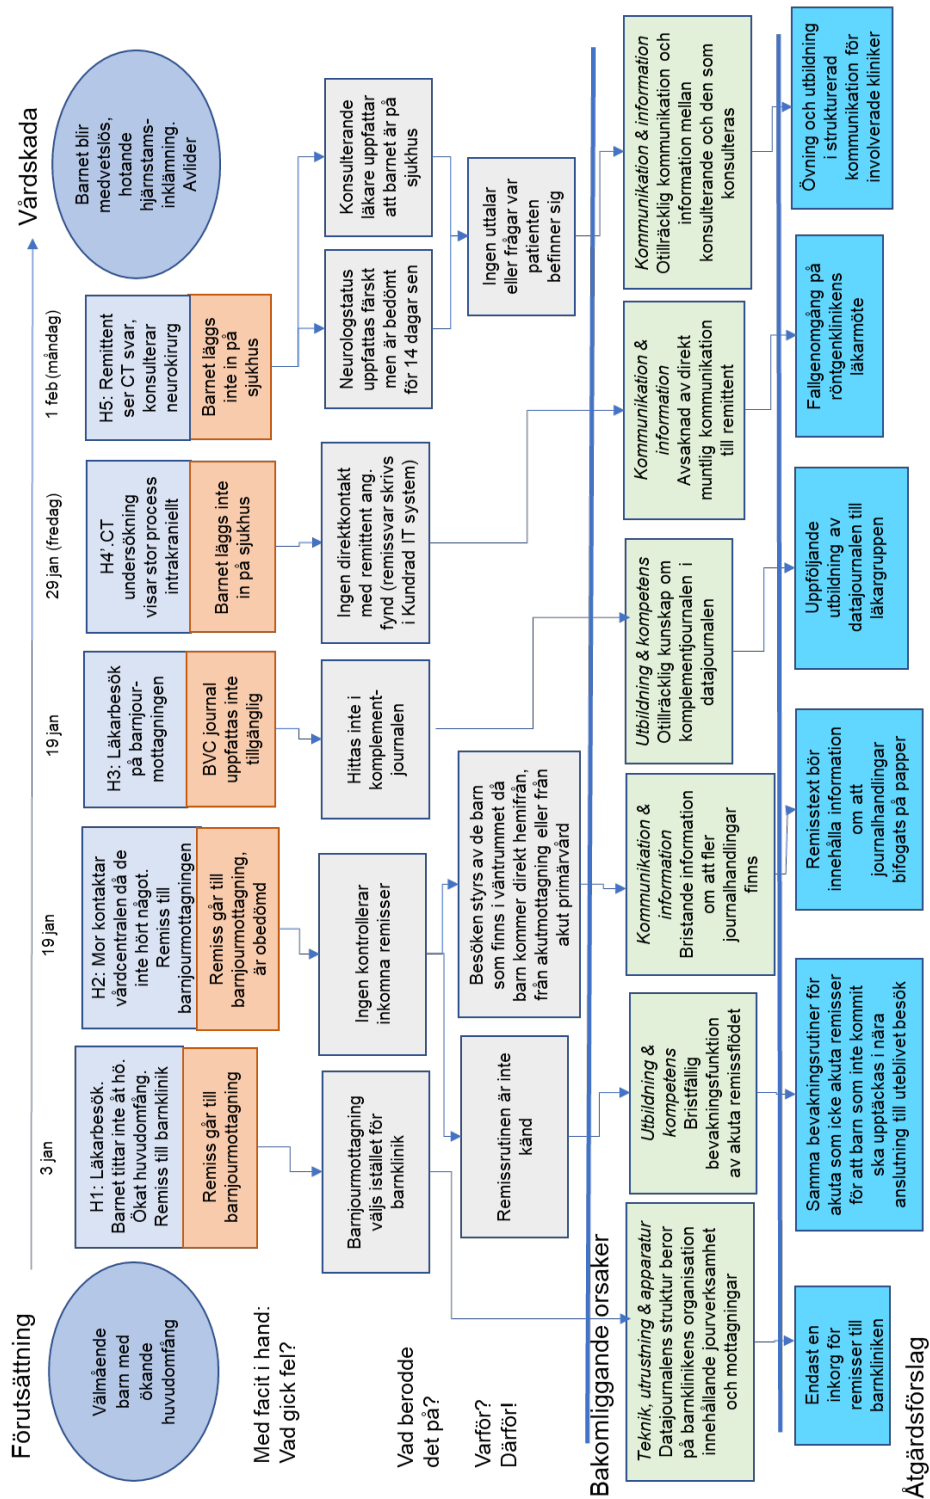 Förutsättning
Vårdskada
3 jan
19 jan
19 jan
29 jan (fredag)
1 feb (måndag)
Välmående
barn med
ökande
huvudomfång
H1: Läkarbesök.
Barnet tittar inte åt hö.
Ökat huvudomfång.
Remiss till barnklinik
H2: Mor kontaktar
vårdcentralen då de
inte hört något.
Remiss till
barnjourmottagningen
H3: Läkarbesök
på barnjour-
mottagningen
H4'.CT
undersökning
visar stor process
intrakraniellt
H5: Remittent
ser CT svar,
konsulterar
neurokirurg
Barnet blir
medvetslös,
hotande
hjärnstams-
inklämning.
Avlider
Med facit i hand:
Vad gick fel?
Remiss går till
barnjourmottagning
Remiss går till
barnjourmottagning,
är obedömd
BVC journal
uppfattas inte
tillgänglig
Barnet läggs inte
in på sjukhus
Barnet läggs
inte in på
sjukhus
Vad berodde
det på?
Barnjourmottagning
väljs istället för
barnklinik
Ingen kontrollerar
inkomna remisser
Hittas inte i
komplement-
journalen
Ingen direktkontakt
med remittent ang.
fynd (remissvar skrivs
i Kundrad IT system)
Neurologstatus
uppfattas färskt
men är bedömt
för 14 dagar sen
Konsulterande
läkare uppfattar
att barnet är på
sjukhus
Varför?
Därför!
Remissrutinen är inte
känd
Besöken styrs av de barn
som finns i väntrummet då
barn kommer direkt hemifrån,
från akutmottagning eller från
akut primärvård
Ingen uttalar
eller frågar var
patienten
befinner sig
Bakomliggande orsaker
Teknik, utrustning & apparatur
Datajournalens struktur beror
på barnklinikens organisation
innehållande jourverksamhet
och mottagningar
Utbildning &
kompetens
Bristfällig
bevakningsfunktion
av akuta remissflödet
Kommunikation &
information
Bristande information
om att fler
journalhandlingar
finns
Utbildning & kompetens
Otillräcklig kunskap om
komplementjournalen i
datajournalen
Kommunikation &
information
Avsaknad av direkt
muntlig kommunikation
till remittent
Kommunikation & information
Otillräcklig kommunikation och
information mellan
konsulterande och den som
konsulteras
Åtgärdsförslag
Endast en
inkorg för
remisser till
barnkliniken
Samma bevakningsrutiner för
akuta som icke akuta remisser
för att barn som inte kommit
ska upptäckas i nära
anslutning till uteblivet besök
Remisstext bör
innehålla information
om att
journalhandlingar
bifogats på papper
Uppföljande
utbildning av
datajournalen till
läkargruppen
Fallgenomgång på
röntgenklinikens
läkarmöte
Övning och utbildning
i strukturerad
kommunikation för
involverade kliniker